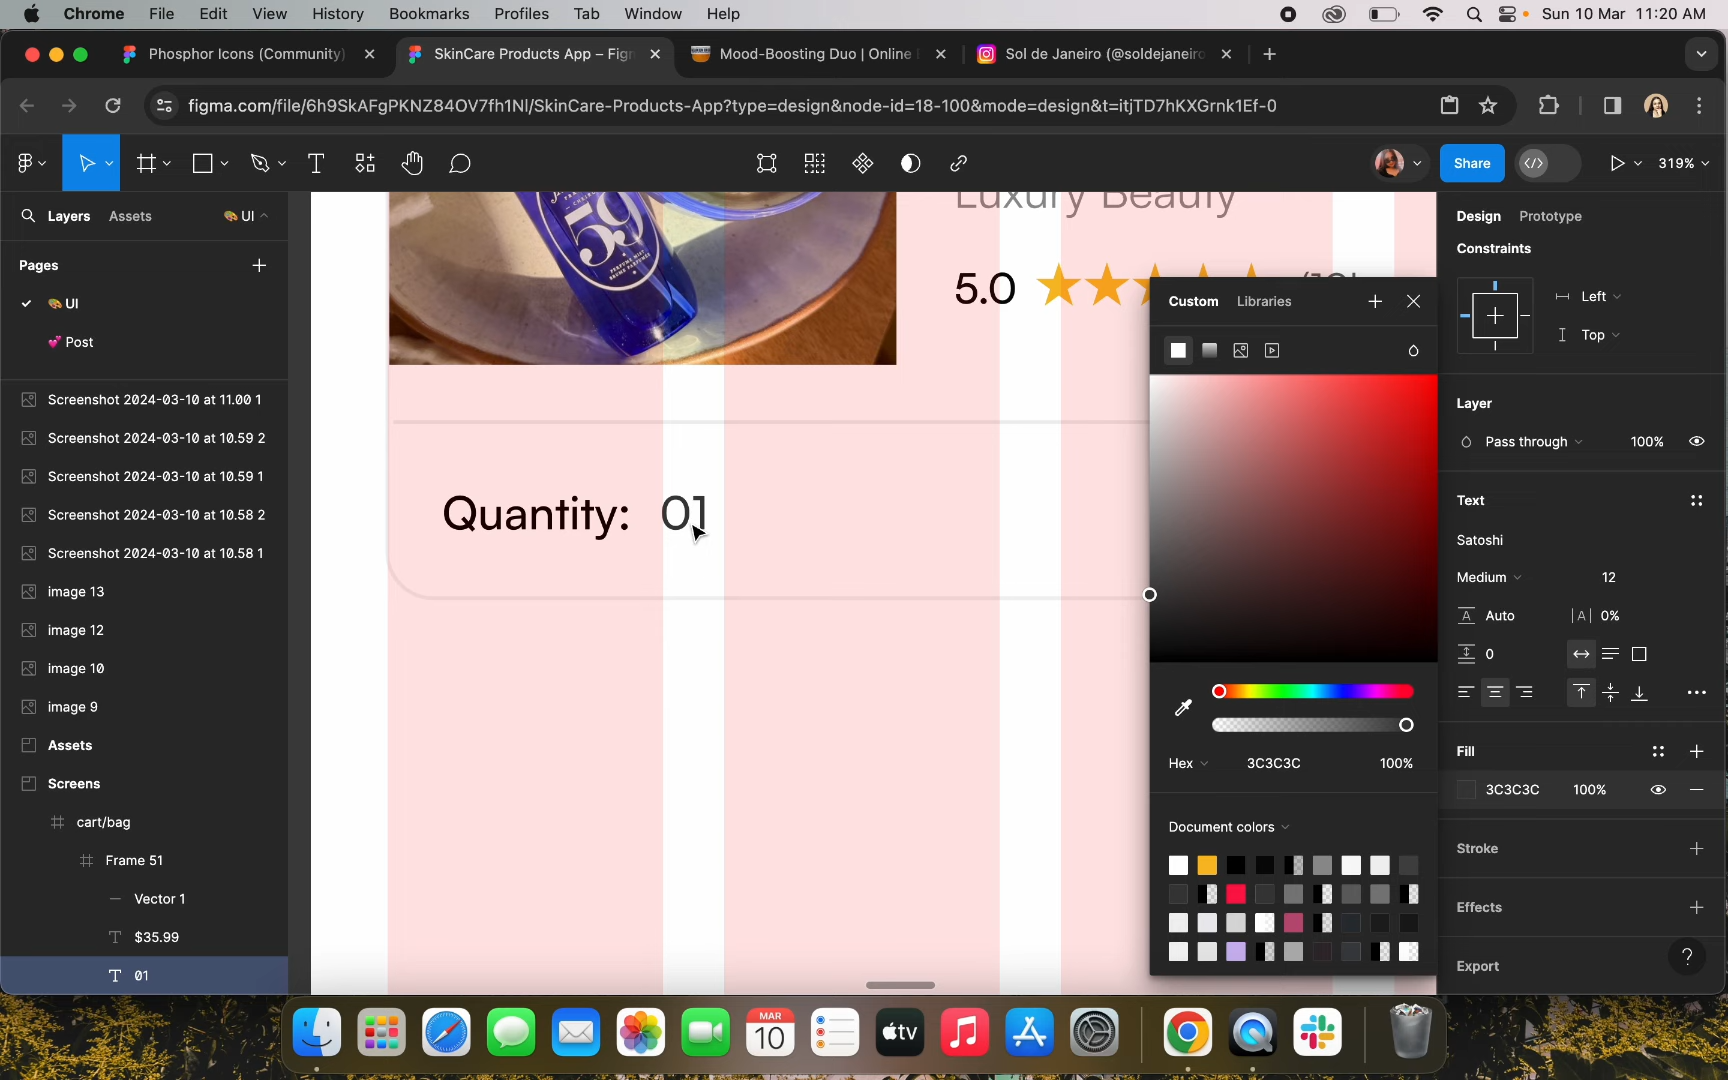 Chrome File Edit View History Bookmarks Profiles Tab Window Help Sun 10 Mar 11:20 AM
Phosphor Icons (Community) SkinCare Products App – Fig Mood-Boosting Duo | Online Sol de Janeiro (@soldejaneiro
figma.com/file/6h9SkAFgPKNZ84OV7fh1Nl/SkinCare-Products-App?type=design&node-id=18-100&mode=design&t=itjTD7hKXGrnk1Ef-0
Share 319%
Layers Assets UI
Pages
UI
Post
Screenshot 2024-03-10 at 11.00 1
Screenshot 2024-03-10 at 10.59 2
Screenshot 2024-03-10 at 10.59 1
Screenshot 2024-03-10 at 10.58 2
Screenshot 2024-03-10 at 10.58 1
image 13
image 12
image 10
image 9
Assets
Screens
cart/bag
Frame 51
Vector 1
$35.99
01
59
PERFUME MIST
Luxury Beauty
5.0
Quantity: 01
Custom Libraries
Hex 3C3C3C 100%
Document colors
Design Prototype
Constraints
Left
Top
Layer
Pass through 100%
Text
Satoshi
Medium 12
Auto 0%
0
Fill
3C3C3C 100%
Stroke
Effects
Export
?
MAR
10
tv